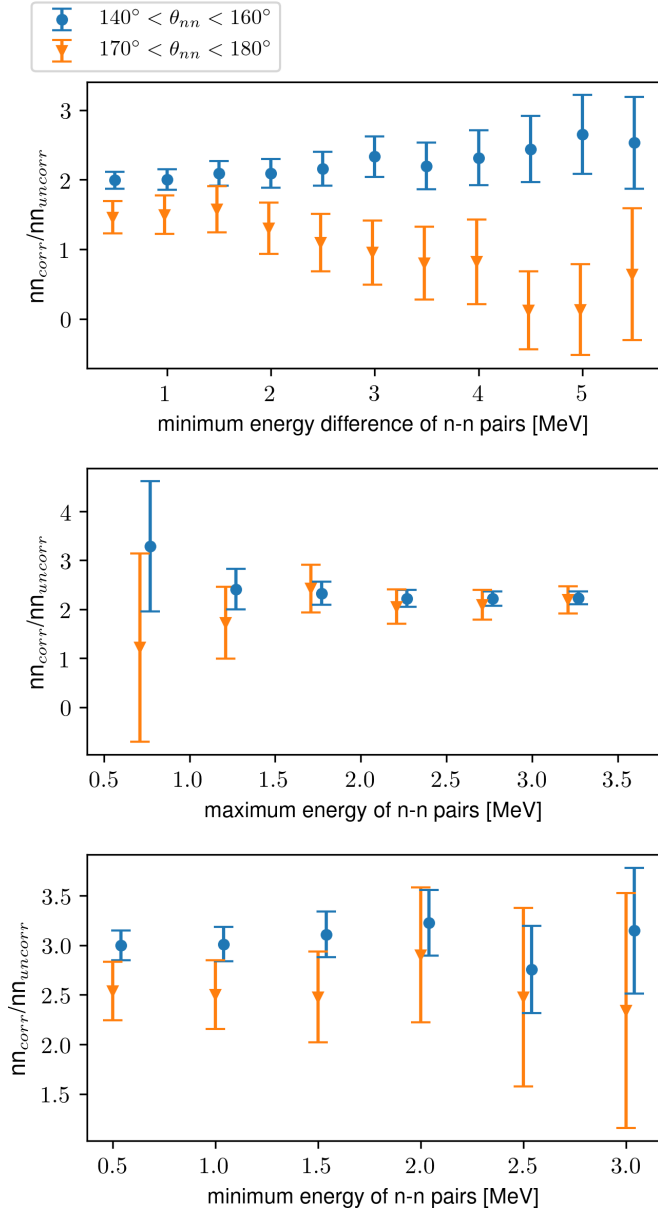 140° < θnn < 160°
170° < θnn < 180°
3
2
1
0
nncorr/nnuncorr
1 2 3 4 5
minimum energy difference of n-n pairs [MeV]
4
3
2
1
0
nncorr/nnuncorr
0.5 1.0 1.5 2.0 2.5 3.0 3.5
maximum energy of n-n pairs [MeV]
3.5
3.0
2.5
2.0
1.5
nncorr/nnuncorr
0.5 1.0 1.5 2.0 2.5 3.0
minimum energy of n-n pairs [MeV]